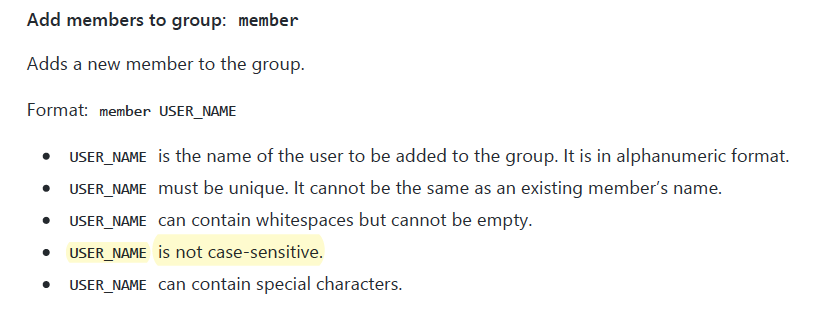 Add members to group: member
Adds a new member to the group.
Format: member USER_NAME
• USER_NAME is the name of the user to be added to the group. It is in alphanumeric format.
• USER_NAME must be unique. It cannot be the same as an existing member’s name.
• USER_NAME can contain whitespaces but cannot be empty.
• USER_NAME is not case-sensitive.
• USER_NAME can contain special characters.